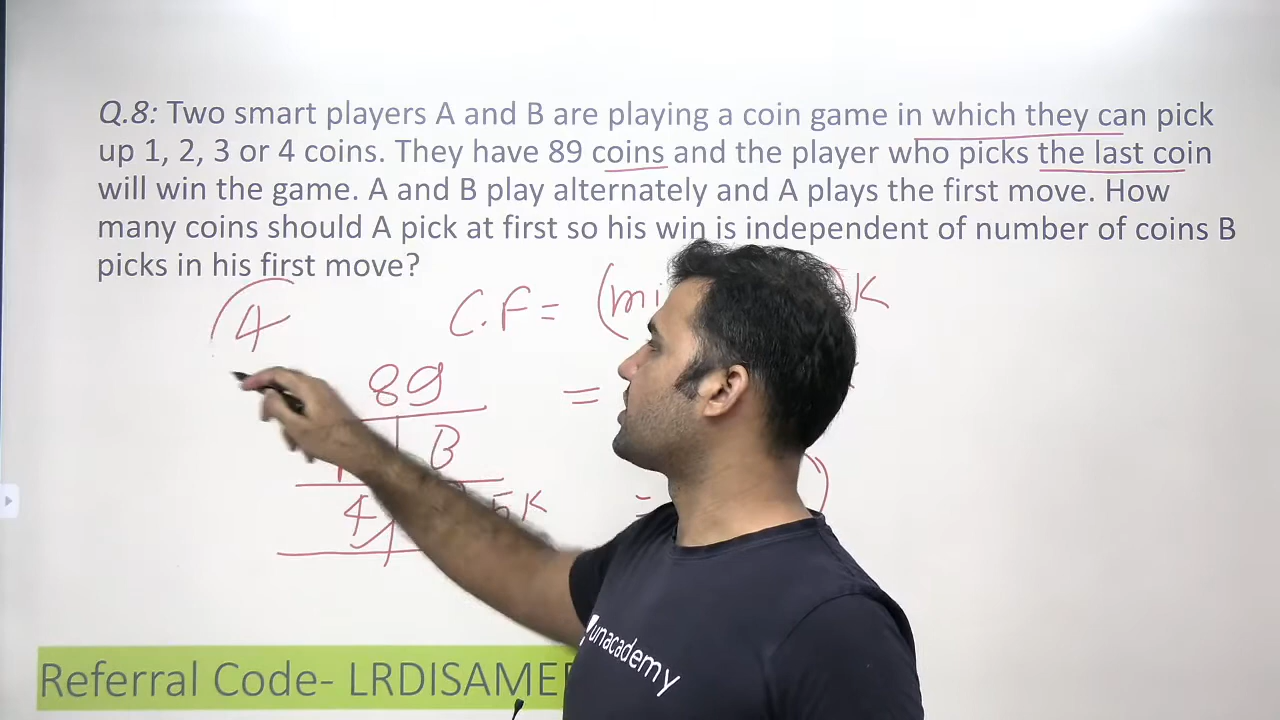 Q.8: Two smart players A and B are playing a coin game in which they can pick
up 1, 2, 3 or 4 coins. They have 89 coins and the player who picks the last coin
will win the game. A and B play alternately and A plays the first move. How
many coins should A pick at first so his win is independent of number of coins B
picks in his first move?
4
C.F = (mi K
89 =
B
4 5K =
unacademy
Referral Code- LRDISAME